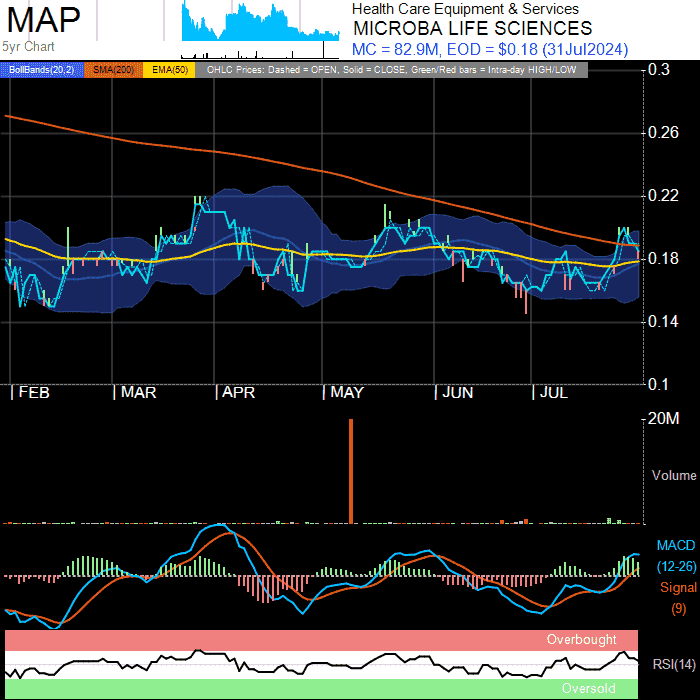 MAP
5yr Chart
Health Care Equipment & Services
MICROBA LIFE SCIENCES
MC = 82.9M, EOD = $0.18 (31Jul2024)
BollBands(20,2) SMA(200) EMA(50) OHLC Prices: Dashed = OPEN, Solid = CLOSE, Green/Red bars = Intra-day HIGH/LOW
0.3
0.26
0.22
0.18
0.14
0.1
FEB MAR APR MAY JUN JUL
20M
Volume
MACD
(12-26)
Signal
(9)
Overbought
RSI(14)
Oversold